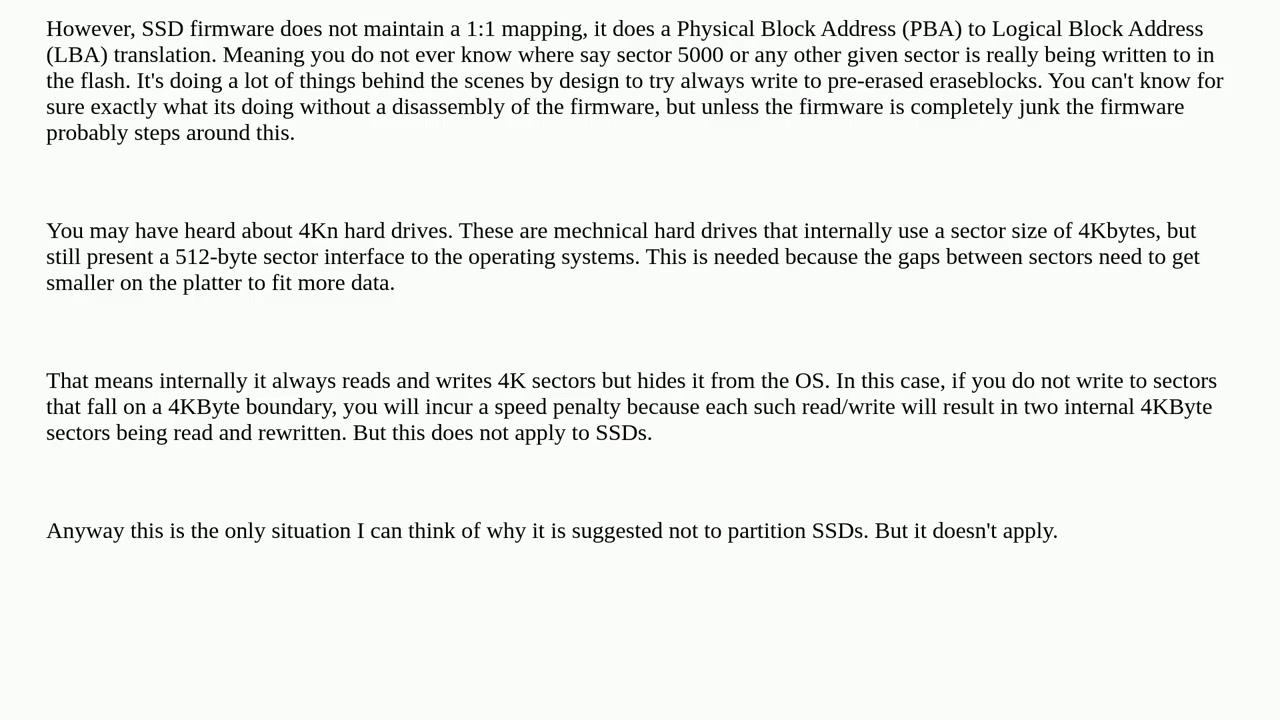 However, SSD firmware does not maintain a 1:1 mapping, it does a Physical Block Address (PBA) to Logical Block Address
(LBA) translation. Meaning you do not ever know where say sector 5000 or any other given sector is really being written to in
the flash. It's doing a lot of things behind the scenes by design to try always write to pre-erased eraseblocks. You can't know for
sure exactly what its doing without a disassembly of the firmware, but unless the firmware is completely junk the firmware
probably steps around this.
You may have heard about 4Kn hard drives. These are mechnical hard drives that internally use a sector size of 4Kbytes, but
still present a 512-byte sector interface to the operating systems. This is needed because the gaps between sectors need to get
smaller on the platter to fit more data.
That means internally it always reads and writes 4K sectors but hides it from the OS. In this case, if you do not write to sectors
that fall on a 4KByte boundary, you will incur a speed penalty because each such read/write will result in two internal 4KByte
sectors being read and rewritten. But this does not apply to SSDs.
Anyway this is the only situation I can think of why it is suggested not to partition SSDs. But it doesn't apply.